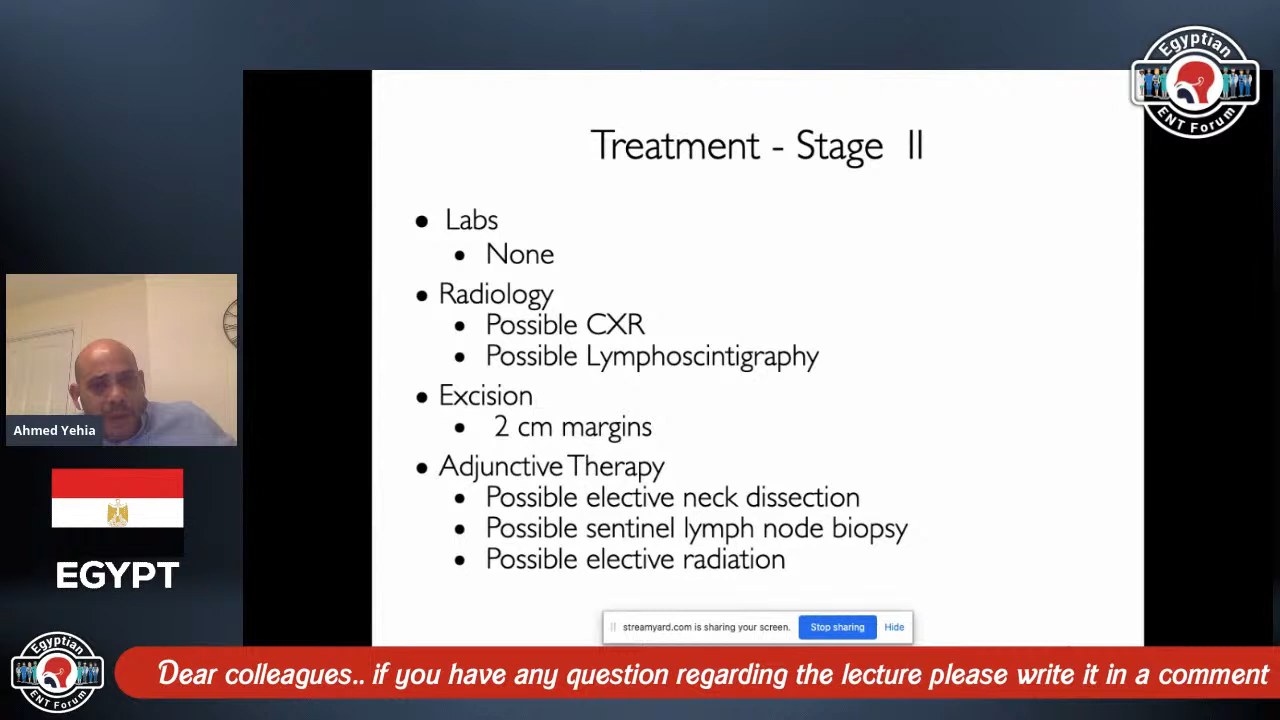 Egyptian
ENT Forum
Treatment - Stage II
• Labs
• None
• Radiology
• Possible CXR
• Possible Lymphoscintigraphy
• Excision
• 2 cm margins
• Adjunctive Therapy
• Possible elective neck dissection
• Possible sentinel lymph node biopsy
• Possible elective radiation
Ahmed Yehia
EGYPT
streamyard.com is sharing your screen.
Stop sharing
Hide
Egyptian
ENT Forum
Dear colleagues.. if you have any question regarding the lecture please write it in a comment